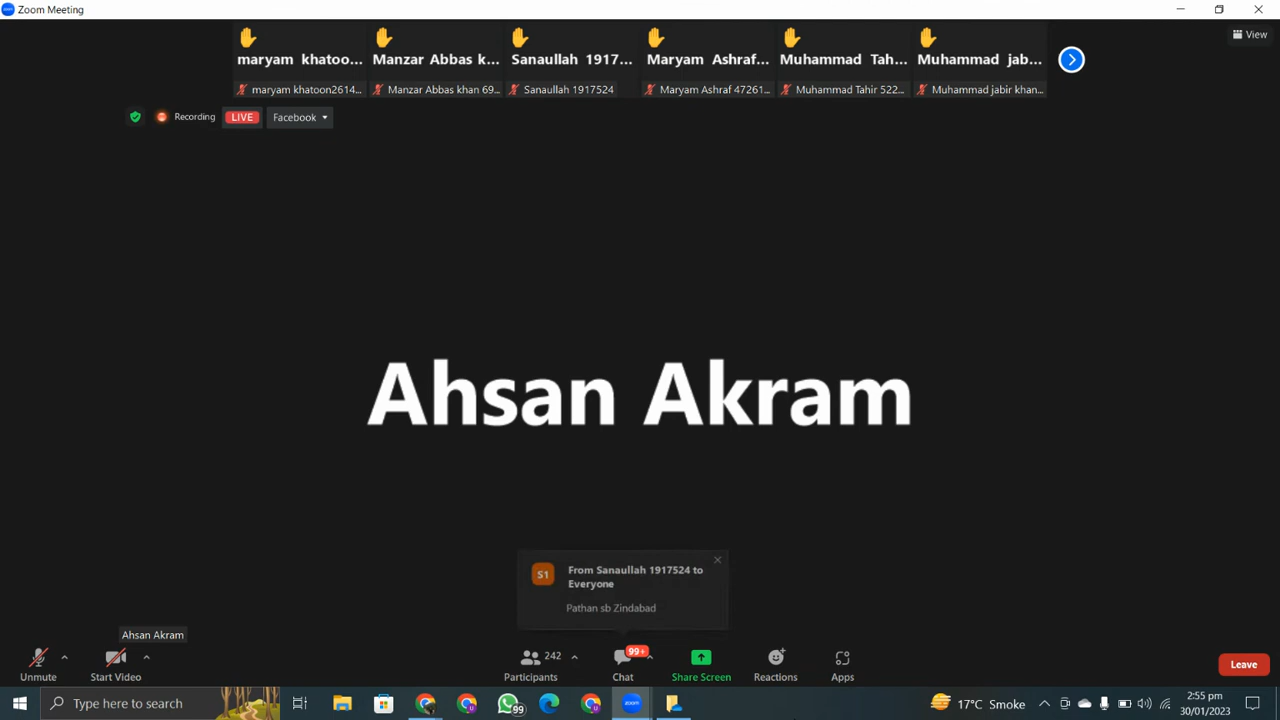 Zoom Meeting
maryam khatoo...
Manzar Abbas k...
Sanaullah 1917...
Maryam Ashraf...
Muhammad Tah...
Muhammad jab...
View
maryam khatoon2614...
Manzar Abbas khan 69...
Sanaullah 1917524
Maryam Ashraf 47261...
Muhammad Tahir 522...
Muhammad jabir khan...
Recording
LIVE
Facebook
Ahsan Akram
S1
From Sanaullah 1917524 to
Everyone
Pathan sb Zindabad
Ahsan Akram
242
99+
Unmute
Start Video
Participants
Chat
Share Screen
Reactions
Apps
Leave
Type here to search
99
zoom
17°C Smoke
2:55 pm
30/01/2023